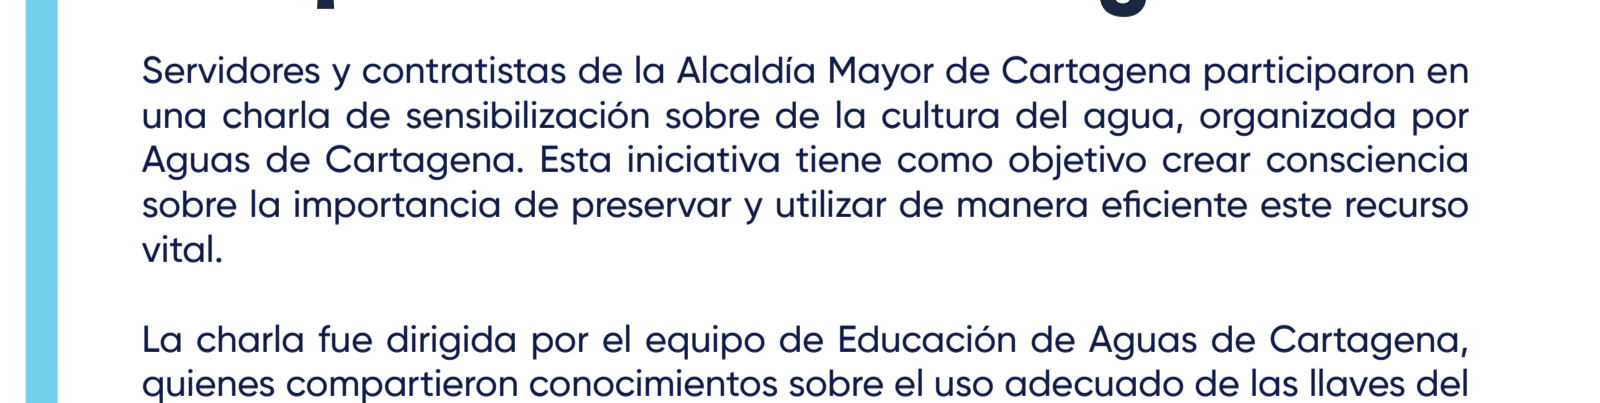 Servidores y contratistas de la Alcaldía Mayor de Cartagena participaron en
una charla de sensibilización sobre de la cultura del agua, organizada por
Aguas de Cartagena. Esta iniciativa tiene como objetivo crear consciencia
sobre la importancia de preservar y utilizar de manera eficiente este recurso
vital.
La charla fue dirigida por el equipo de Educación de Aguas de Cartagena,
quienes compartieron conocimientos sobre el uso adecuado de las llaves del